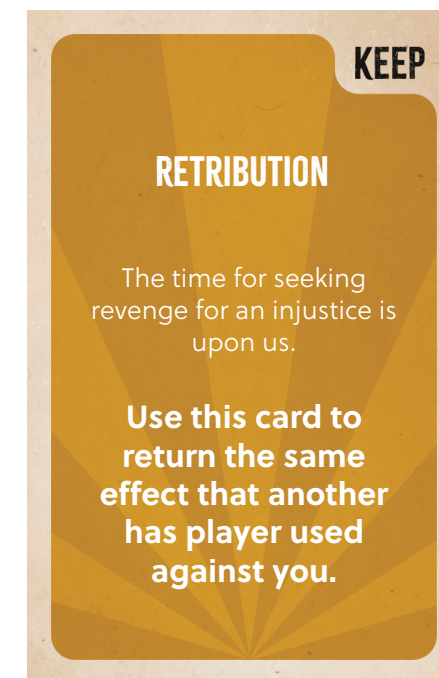 KEEP
RETRIBUTION
The time for seeking
revenge for an injustice is
upon us.
Use this card to
return the same
effect that another
has player used
against you.